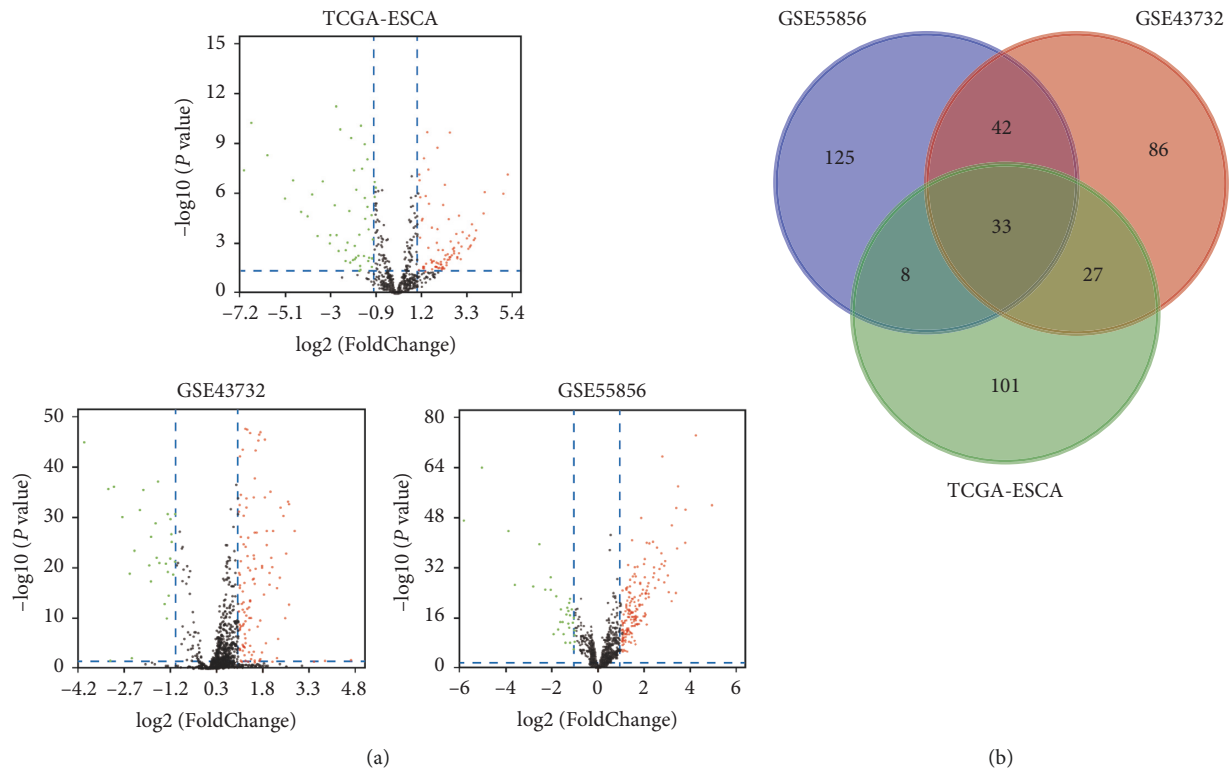 TCGA-ESCA
15
12
9
6
3
0
−log10 (P value)
−7.2 −5.1 −3 −0.9 1.2 3.3 5.4
log2 (FoldChange)
GSE43732
50
40
30
20
10
0
−log10 (P value)
−4.2 −2.7 −1.2 0.3 1.8 3.3 4.8
log2 (FoldChange)
GSE55856
80
64
48
32
16
0
−log10 (P value)
−6 −4 −2 0 2 4 6
log2 (FoldChange)
(a)
GSE55856 GSE43732
42
125 86
33
8 27
101
TCGA-ESCA
(b)